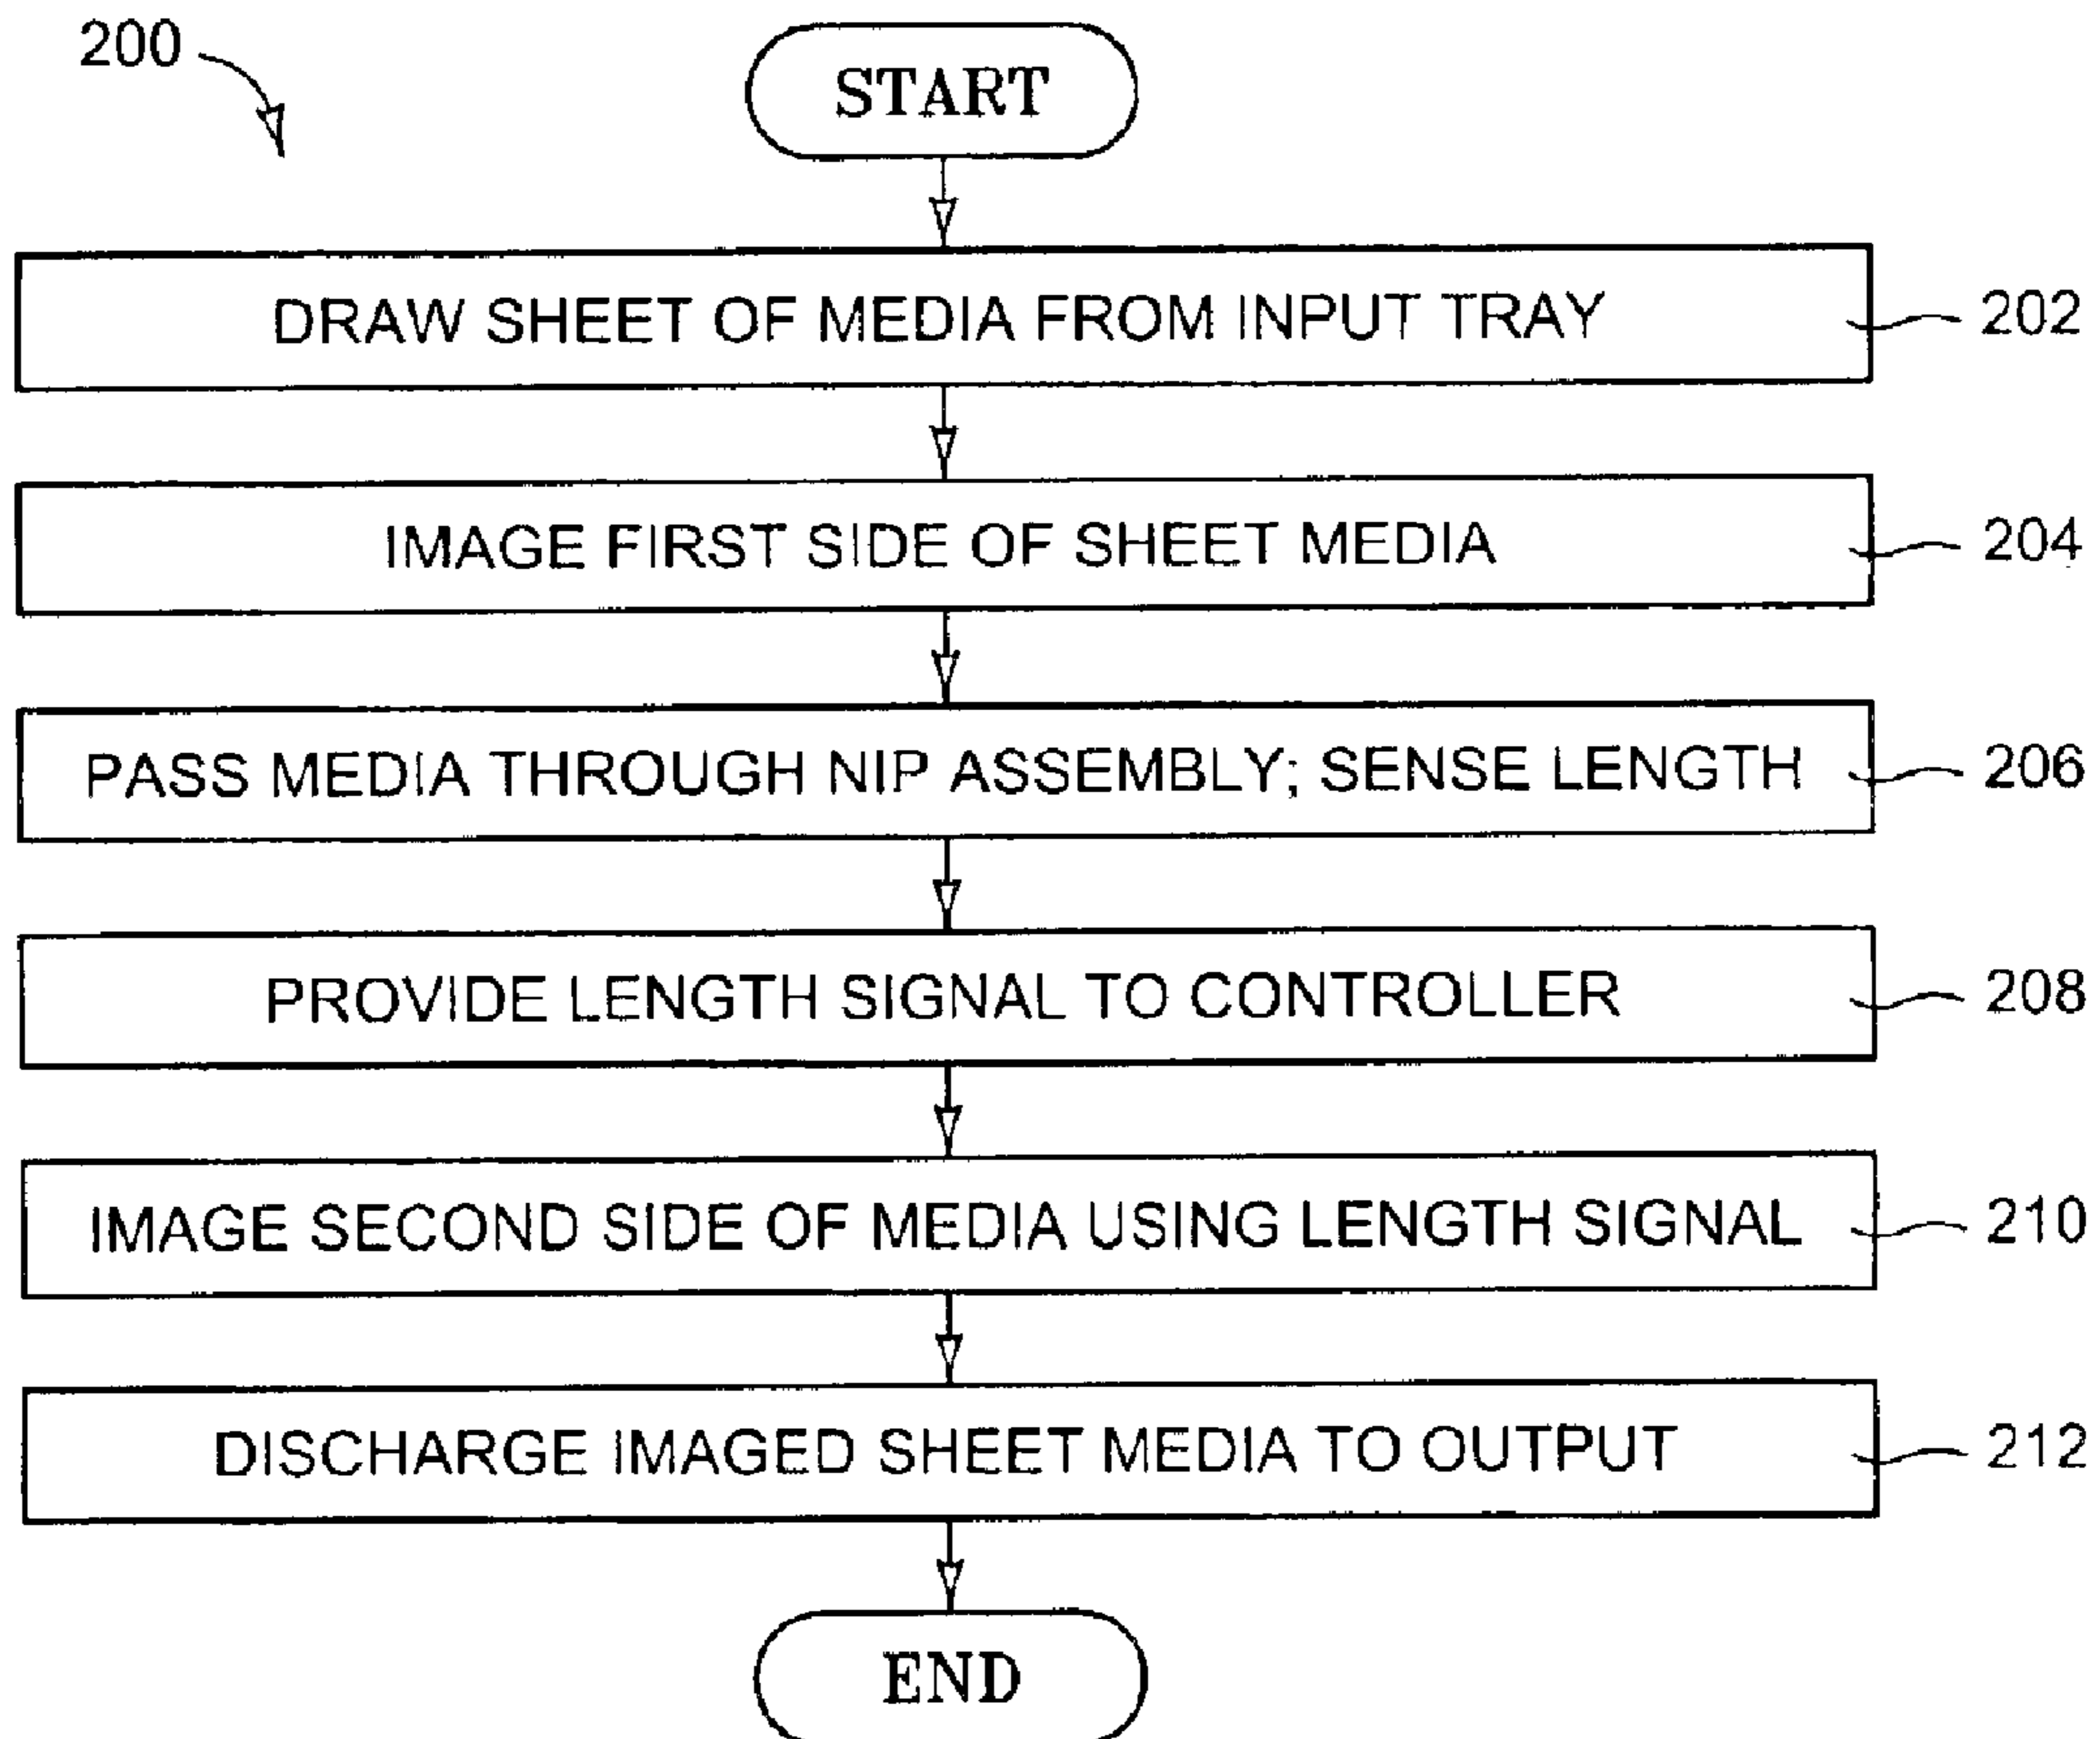 200
START
DRAW SHEET OF MEDIA FROM INPUT TRAY 202
IMAGE FIRST SIDE OF SHEET MEDIA 204
PASS MEDIA THROUGH NIP ASSEMBLY; SENSE LENGTH 206
PROVIDE LENGTH SIGNAL TO CONTROLLER 208
IMAGE SECOND SIDE OF MEDIA USING LENGTH SIGNAL 210
DISCHARGE IMAGED SHEET MEDIA TO OUTPUT 212
END